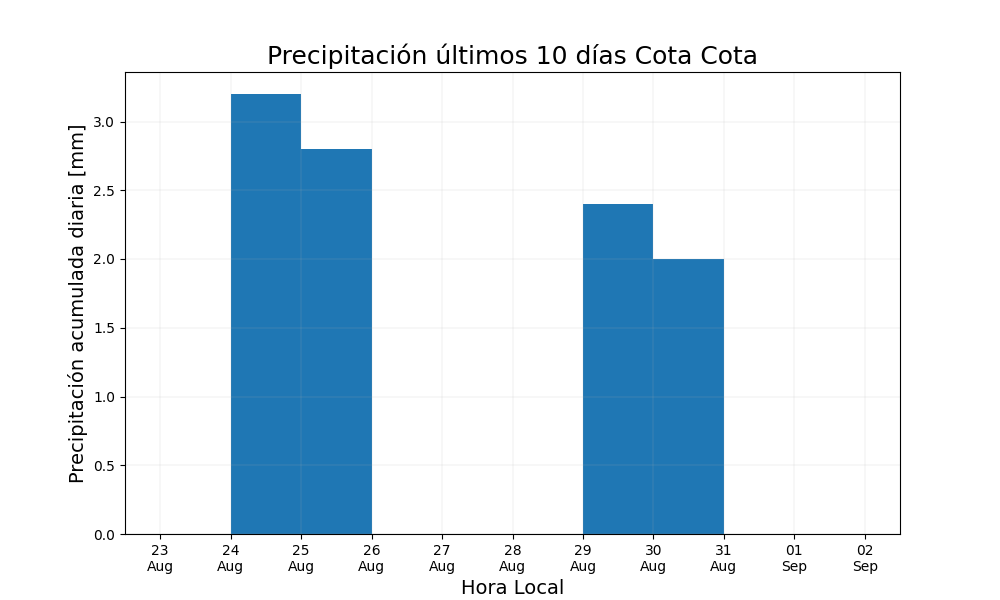 Precipitación últimos 10 días Cota Cota
Precipitación acumulada diaria [mm]
3.0
2.5
2.0
1.5
1.0
0.5
0.0
23 24 25 26 27 28 29 30 31 01 02
Aug Aug Aug Aug Aug Aug Aug Aug Aug Sep Sep
Hora Local